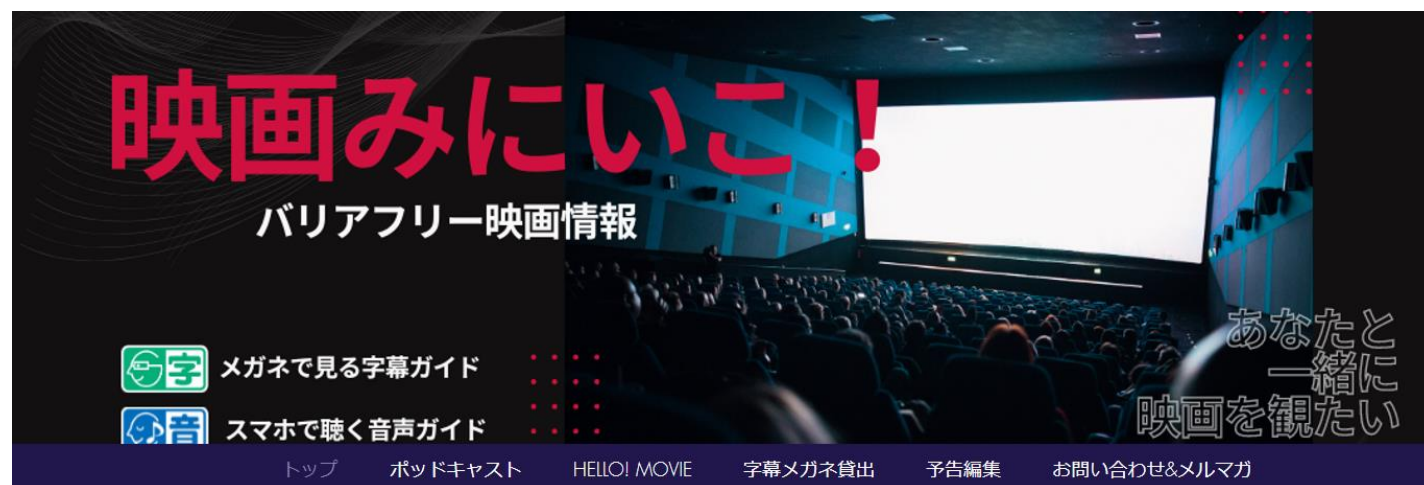 映画みにいこ！
バリアフリー映画情報
字 メガネで見る字幕ガイド
音 スマホで聴く音声ガイド
あなたと
一緒に
映画を観たい
トップ ポッドキャスト HELLO! MOVIE 字幕メガネ貸出 予告編集 お問い合わせ&メルマガ